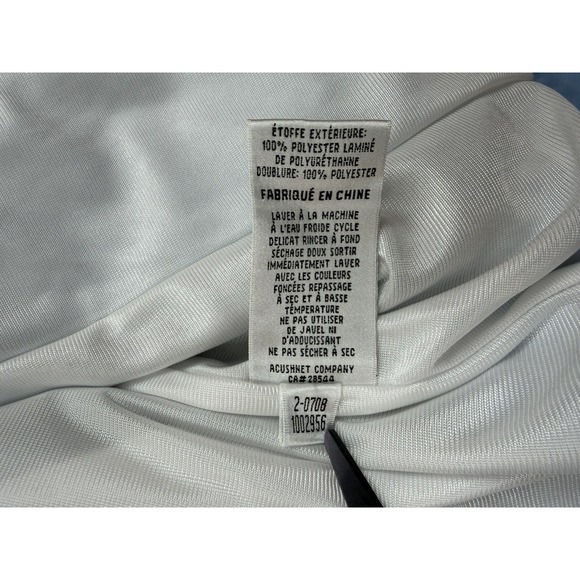 ÉTOFFE EXTÉRIEURE:
100% POLYESTER LAMINÉ
DE POLYURÉTHANNE
DOUBLURE: 100% POLYESTER
FABRIQUÉ EN CHINE
LAVER À LA MACHINE
À L'EAU FROIDE CYCLE
DELICAT RINCER À FOND
SÉCHAGE DOUX SORTIR
IMMÉDIATEMENT LAVER
AVEC LES COULEURS
FONCÉES REPASSAGE
À SEC ET À BASSE
TÉMPÉRATURE
NE PAS UTILISER
DE JAVEL NI
D'ADOUCISSANT
NE PAS SÉCHER À SEC
ACUSHNET COMPANY
CA# 28544
2-0708
1002956